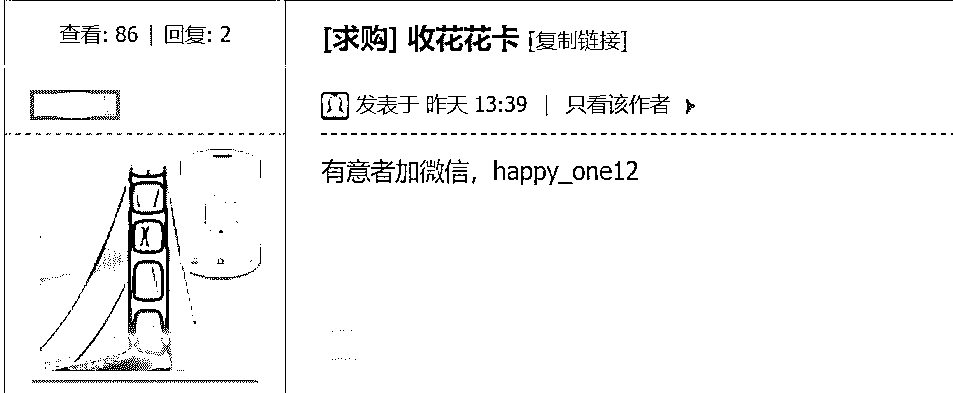 查看: 86 | 回复: 2
[求购] 收花花卡 [复制链接]
发表于 昨天 13:39 | 只看该作者
有意者加微信，happy_one12